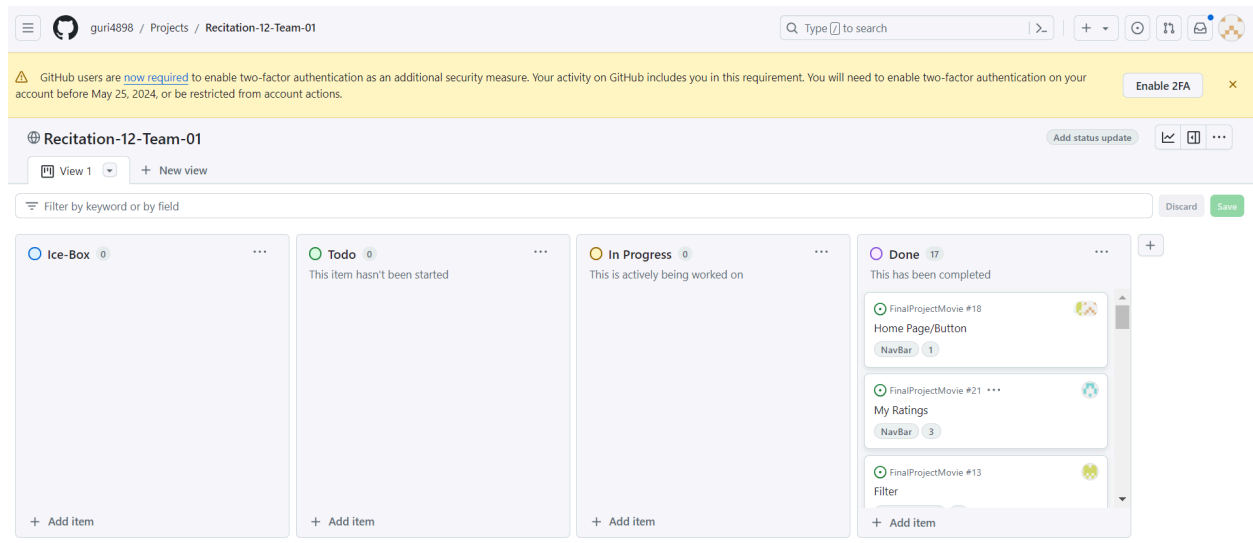 guri4898 / Projects / Recitation-12-Team-01
Type / to search
GitHub users are now required to enable two-factor authentication as an additional security measure. Your activity on GitHub includes you in this requirement. You will need to enable two-factor authentication on your
account before May 25, 2024, or be restricted from account actions.
Enable 2FA
Recitation-12-Team-01
Add status update
View 1
+ New view
Filter by keyword or by field
Discard
Save
Ice-Box 0
+ Add item
Todo 0
This item hasn't been started
+ Add item
In Progress 0
This is actively being worked on
+ Add item
Done 17
This has been completed
FinalProjectMovie #18
Home Page/Button
NavBar 1
FinalProjectMovie #21
My Ratings
NavBar 3
FinalProjectMovie #13
Filter
+ Add item